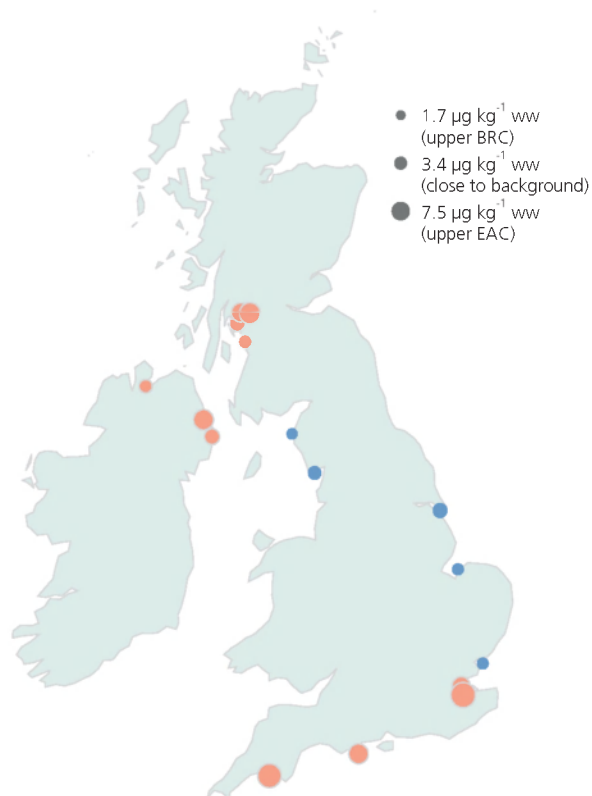 1.7 µg kg⁻¹ ww
(upper BRC)
3.4 µg kg⁻¹ ww
(close to background)
7.5 µg kg⁻¹ ww
(upper EAC)